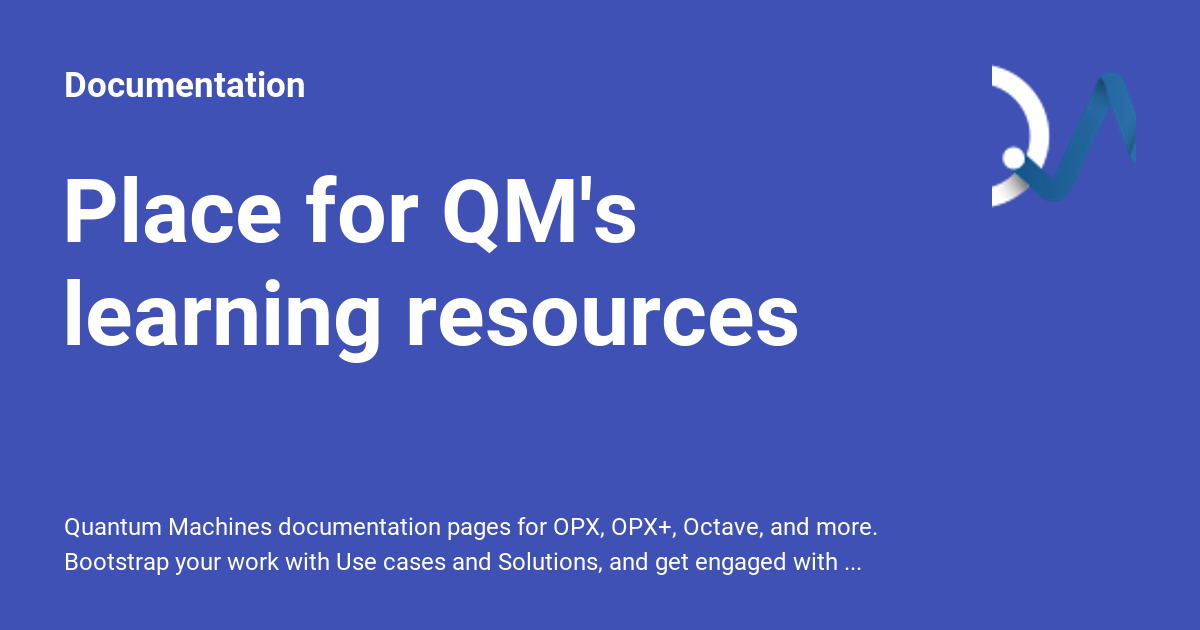 Documentation
Place for QM's
learning resources
Quantum Machines documentation pages for OPX, OPX+, Octave, and more.
Bootstrap your work with Use cases and Solutions, and get engaged with ...